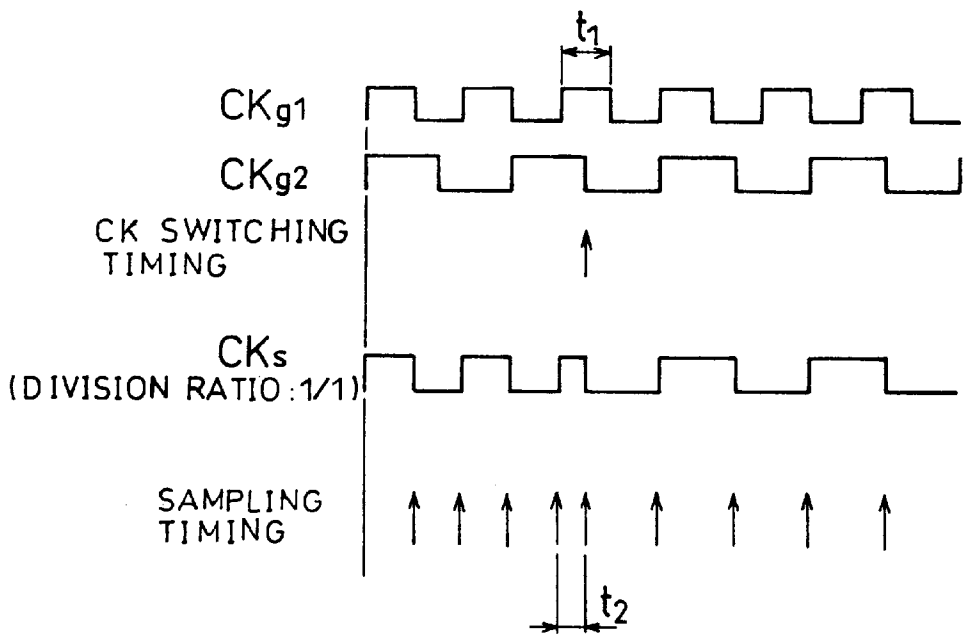 t1
CKg1
CKg2
CK SWITCHING
TIMING
CKs
(DIVISION RATIO:1/1)
SAMPLING
TIMING
t2